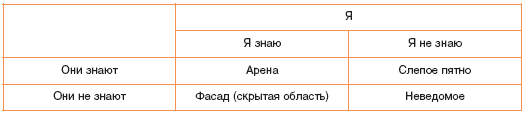 Я
Я знаю Я не знаю
Они знают Арена Слепое пятно
Они не знают Фасад (скрытая область) Неведомое